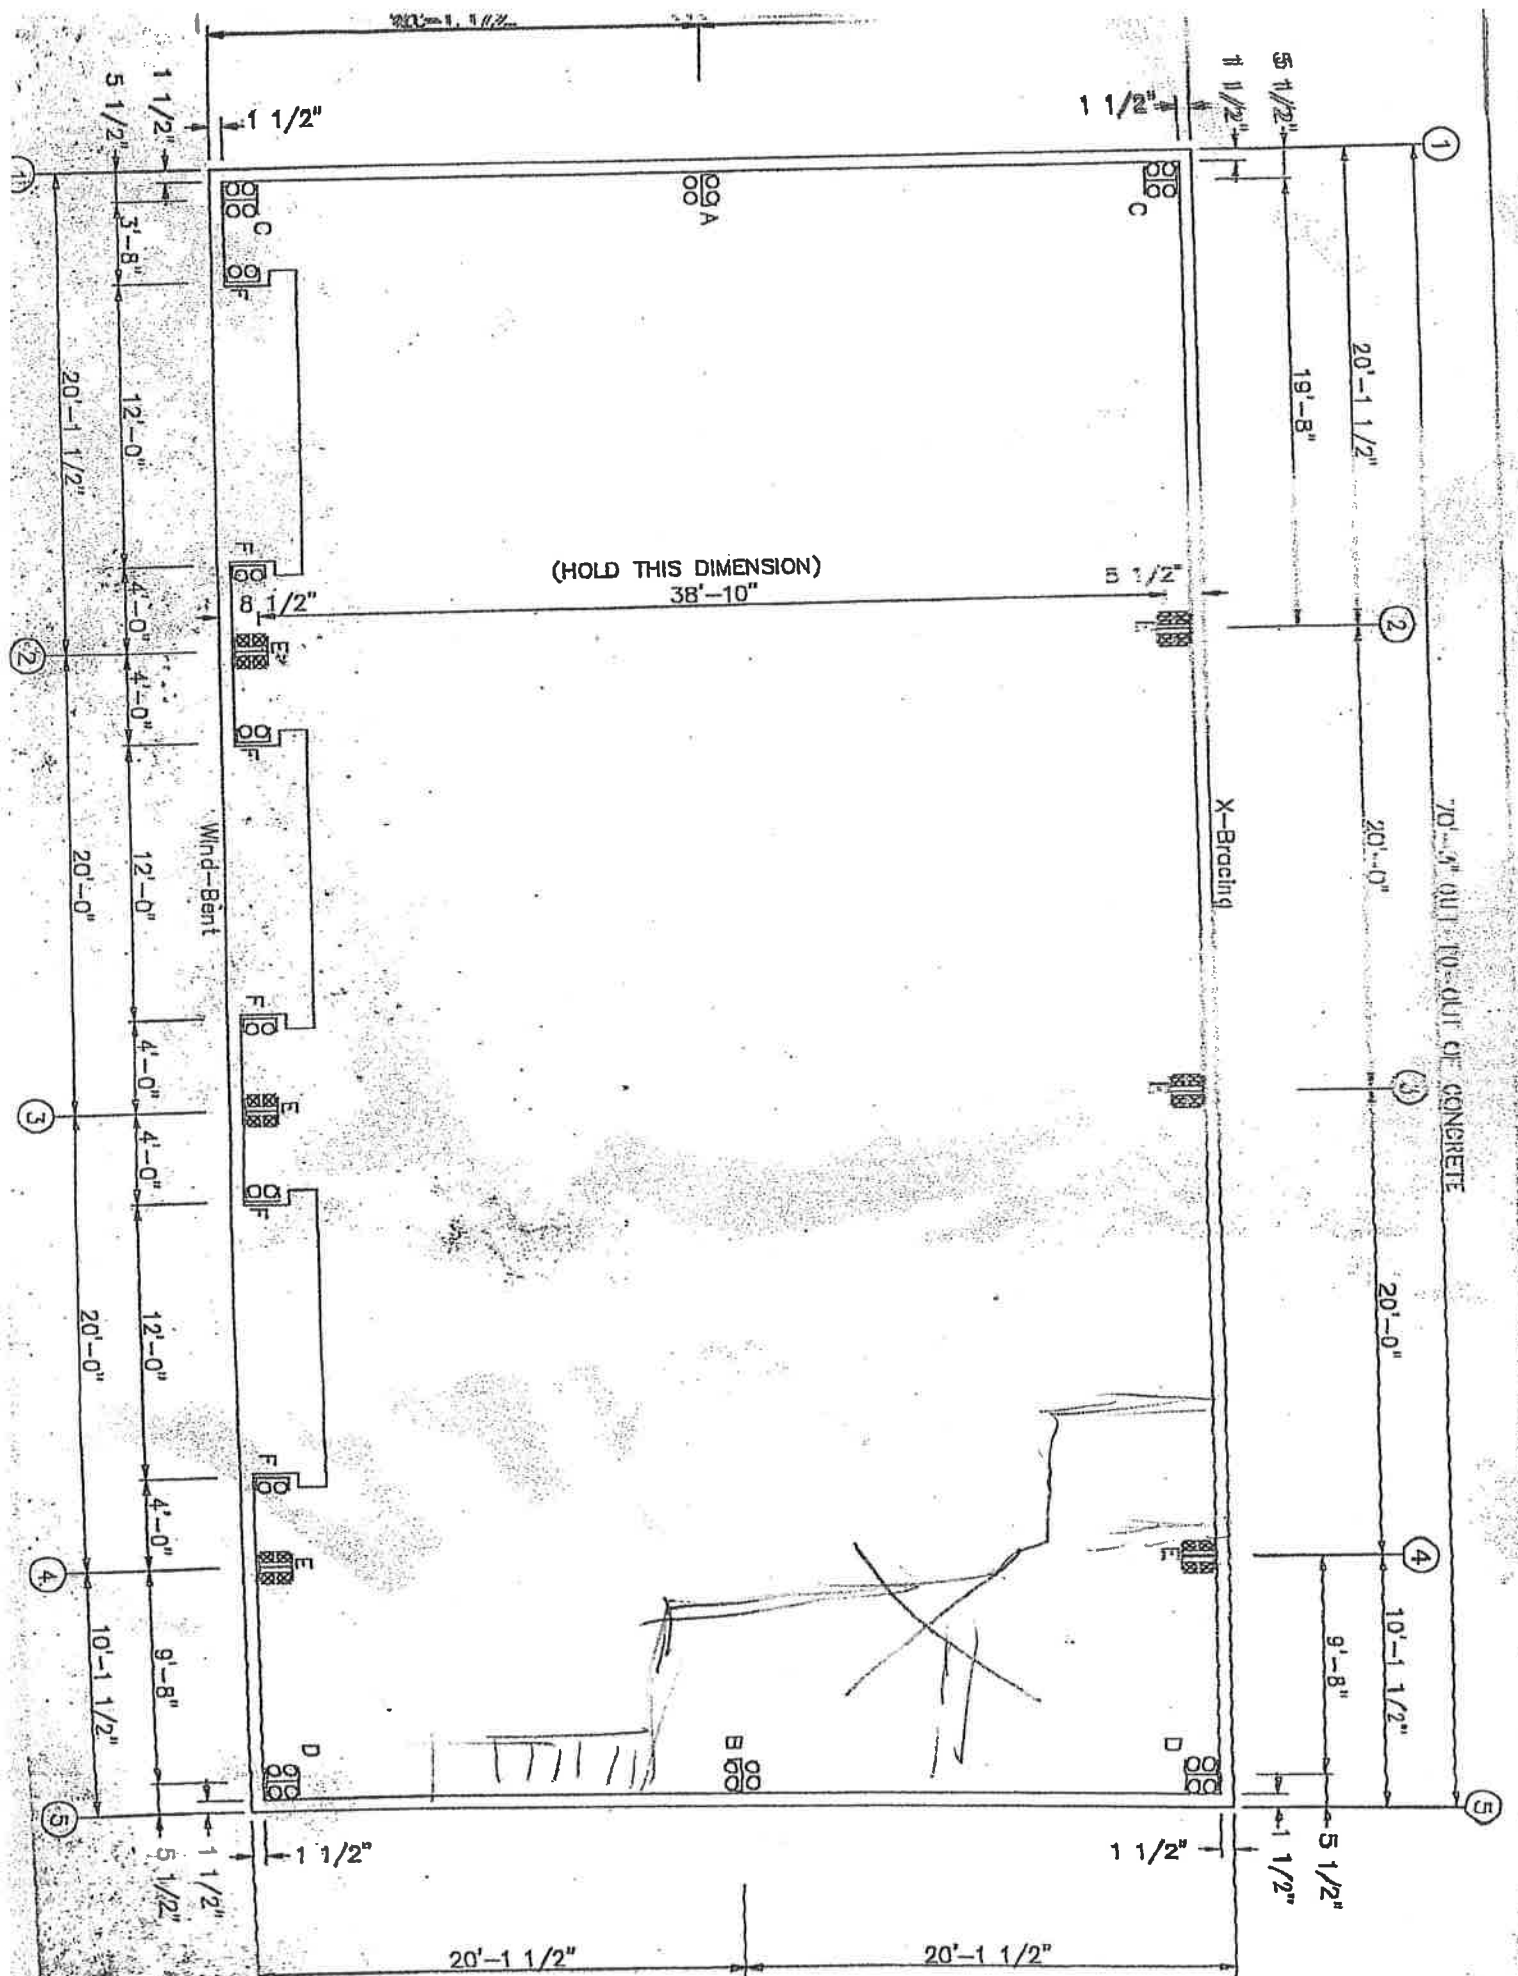 1 1/2"
1 1/2"
1 1/2"
5 1/2"
1 1/2"
5 1/2"
1
1
C
A
C
3'-8"
F
20'-1 1/2"
19'-8"
20'-1 1/2"
12'-0"
F
(HOLD THIS DIMENSION)
38'-10"
8 1/2"
5 1/2"
4'-0"
E
E
2
2
4'-0"
F
Wind-Bent
X-Bracing
20'-0"
12'-0"
20'-0"
OUT OF CONCRETE
F
4'-0"
E
E
3
3
4'-0"
F
20'-0"
12'-0"
20'-0"
F
4'-0"
E
E
4
4
10'-1 1/2"
9'-8"
9'-8"
10'-1 1/2"
D
B
D
5
5
1 1/2"
5 1/2"
1 1/2"
1 1/2"
1 1/2"
5 1/2"
20'-1 1/2"
20'-1 1/2"